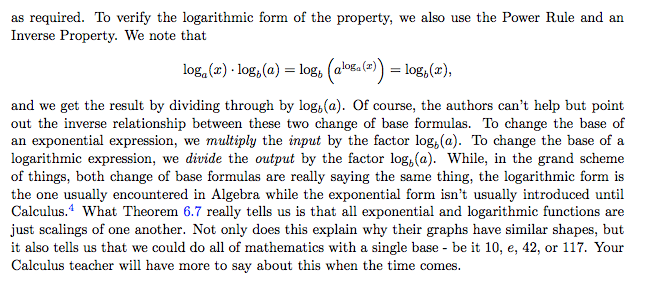 as required. To verify the logarithmic form of the property, we also use the Power Rule and an
Inverse Property. We note that
logₐ(x) · log_b(a) = log_b (a^{logₐ(x)}) = log_b(x),
and we get the result by dividing through by log_b(a). Of course, the authors can't help but point
out the inverse relationship between these two change of base formulas. To change the base of
an exponential expression, we multiply the input by the factor log_b(a). To change the base of a
logarithmic expression, we divide the output by the factor log_b(a). While, in the grand scheme
of things, both change of base formulas are really saying the same thing, the logarithmic form is
the one usually encountered in Algebra while the exponential form isn't usually introduced until
Calculus.⁴ What Theorem 6.7 really tells us is that all exponential and logarithmic functions are
just scalings of one another. Not only does this explain why their graphs have similar shapes, but
it also tells us that we could do all of mathematics with a single base - be it 10, e, 42, or 117. Your
Calculus teacher will have more to say about this when the time comes.